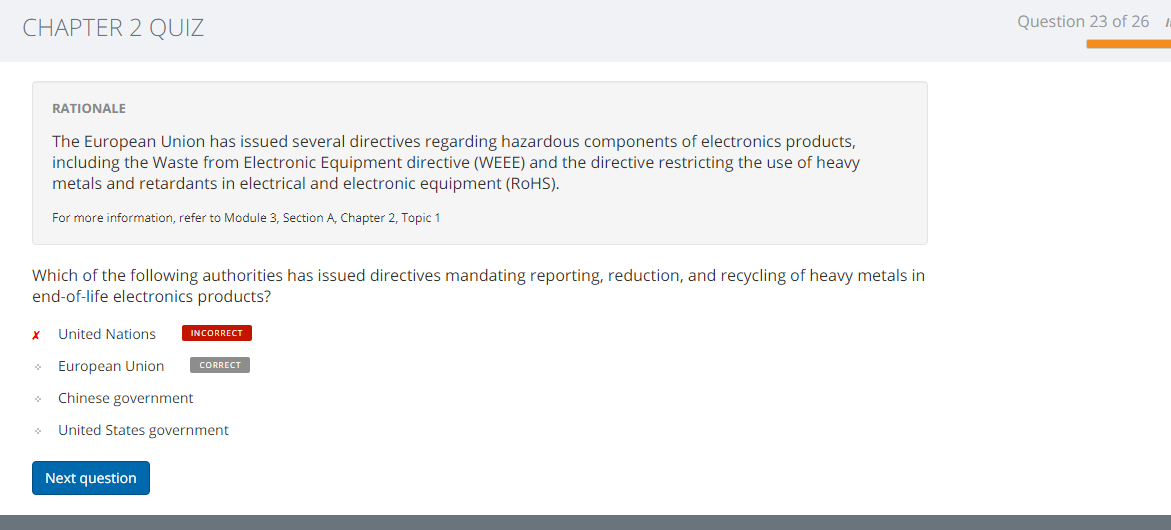 CHAPTER 2 QUIZ
Question 23 of 26
RATIONALE
The European Union has issued several directives regarding hazardous components of electronics products,
including the Waste from Electronic Equipment directive (WEEE) and the directive restricting the use of heavy
metals and retardants in electrical and electronic equipment (RoHS).
For more information, refer to Module 3, Section A, Chapter 2, Topic 1
Which of the following authorities has issued directives mandating reporting, reduction, and recycling of heavy metals in
end-of-life electronics products?
✗ United Nations INCORRECT
European Union CORRECT
Chinese government
United States government
Next question